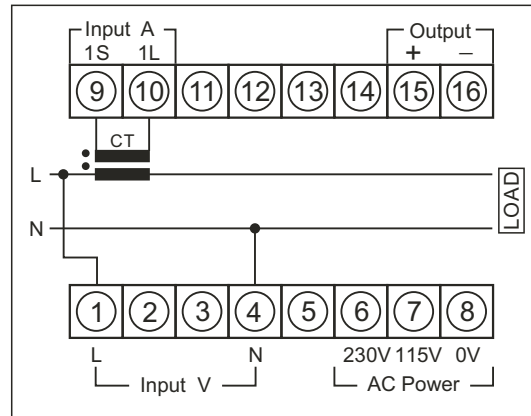 Input A Output
1S 1L + –
9 10 11 12 13 14 15 16
CT
L
LOAD
N
1 2 3 4 5 6 7 8
L N 230V 115V 0V
Input V AC Power